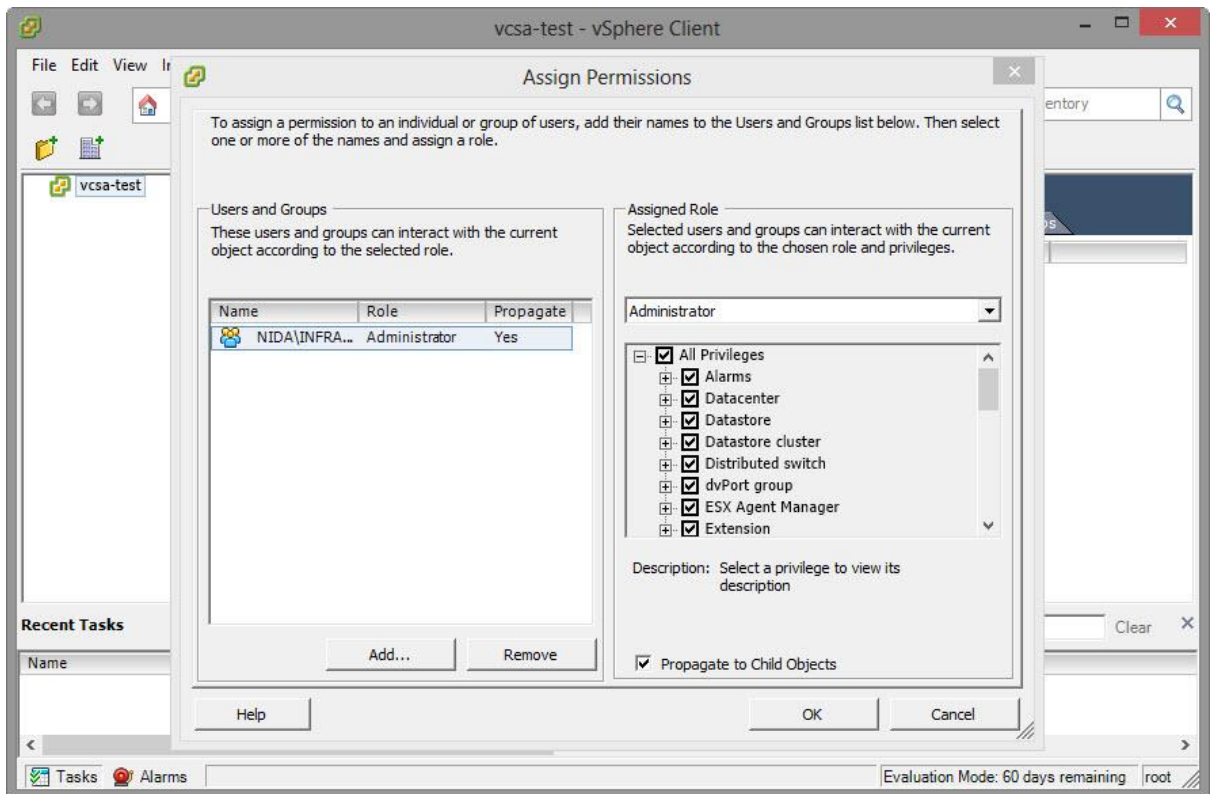 vcsa-test - vSphere Client
File Edit View
Assign Permissions
entory
To assign a permission to an individual or group of users, add their names to the Users and Groups list below. Then select
one or more of the names and assign a role.
vcsa-test
Users and Groups
These users and groups can interact with the current
object according to the selected role.
Name Role Propagate
NIDA\INFRA... Administrator Yes
Add... Remove
Assigned Role
Selected users and groups can interact with the current
object according to the chosen role and privileges.
Administrator
All Privileges
Alarms
Datacenter
Datastore
Datastore cluster
Distributed switch
dvPort group
ESX Agent Manager
Extension
Description: Select a privilege to view its
description
Propagate to Child Objects
Help OK Cancel
Recent Tasks Clear
Name
Tasks Alarms Evaluation Mode: 60 days remaining root